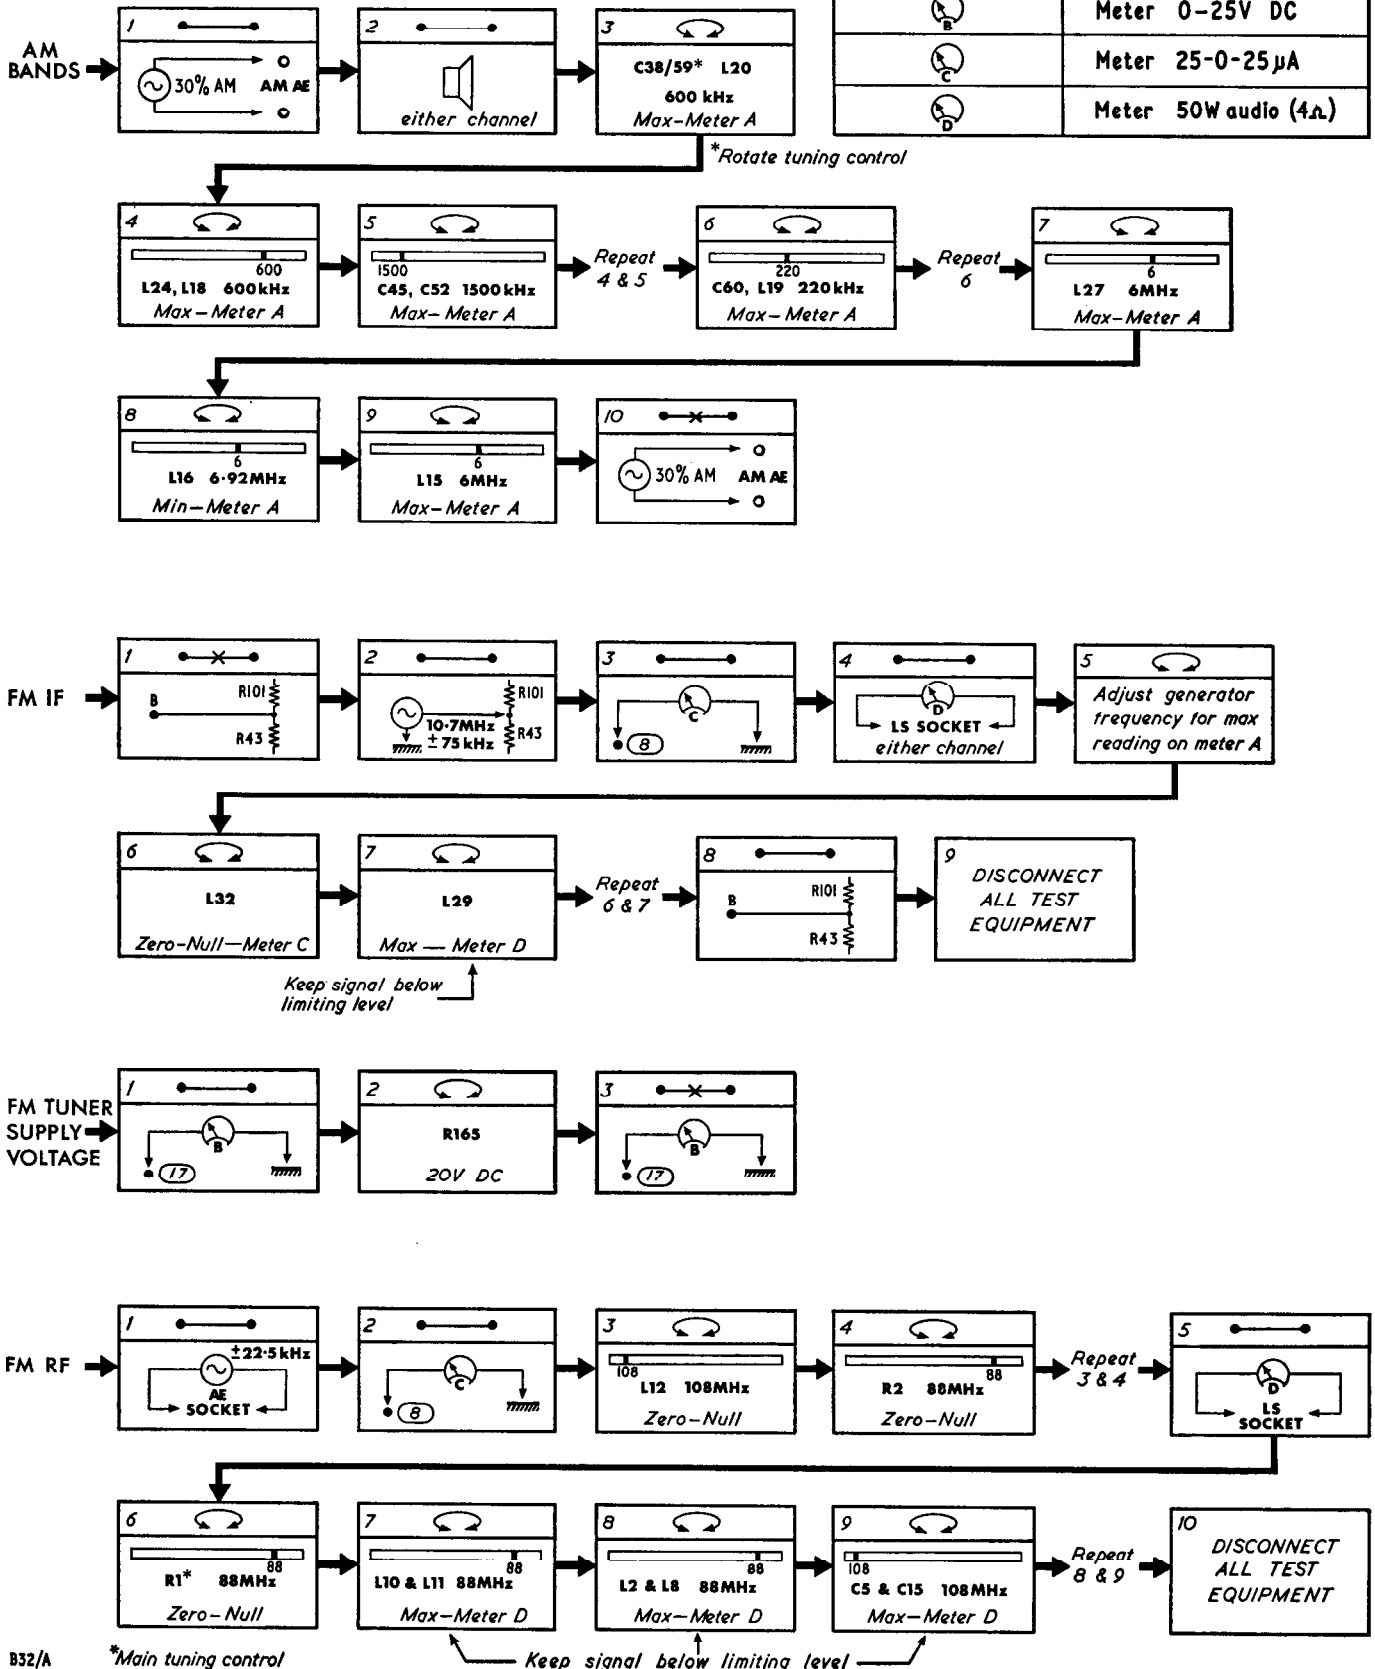 B Meter 0-25V DC
C Meter 25-0-25µA
D Meter 50W audio (4Ω)
AM
BANDS
1
30% AM AM AE
2
either channel
3
C38/59* L20
600 kHz
Max-Meter A
*Rotate tuning control
4
600
L24, L18 600kHz
Max-Meter A
5
1500
C45, C52 1500kHz
Max-Meter A
Repeat
4 & 5
6
220
C60, L19 220kHz
Max-Meter A
Repeat
6
7
6
L27 6MHz
Max-Meter A
8
6
L16 6·92MHz
Min-Meter A
9
6
L15 6MHz
Max-Meter A
10
30% AM AM AE
FM IF
1
B
R101
R43
2
R101
10·7MHz
± 75kHz
R43
3
C
8
4
D
LS SOCKET
either channel
5
Adjust generator
frequency for max
reading on meter A
6
L32
Zero-Null-Meter C
7
L29
Max-Meter D
Keep signal below
limiting level
Repeat
6 & 7
8
B
R101
R43
9
DISCONNECT
ALL TEST
EQUIPMENT
FM TUNER
SUPPLY
VOLTAGE
1
B
17
2
R165
20V DC
3
B
17
FM RF
1
±22·5kHz
AE
SOCKET
2
C
8
3
108
L12 108MHz
Zero-Null
4
88
R2 88MHz
Zero-Null
Repeat
3 & 4
5
D
LS
SOCKET
6
88
R1* 88MHz
Zero-Null
7
88
L10 & L11 88MHz
Max-Meter D
8
88
L2 & L8 88MHz
Max-Meter D
9
108
C5 & C15 108MHz
Max-Meter D
Repeat
8 & 9
10
DISCONNECT
ALL TEST
EQUIPMENT
B32/A
*Main tuning control
Keep signal below limiting level